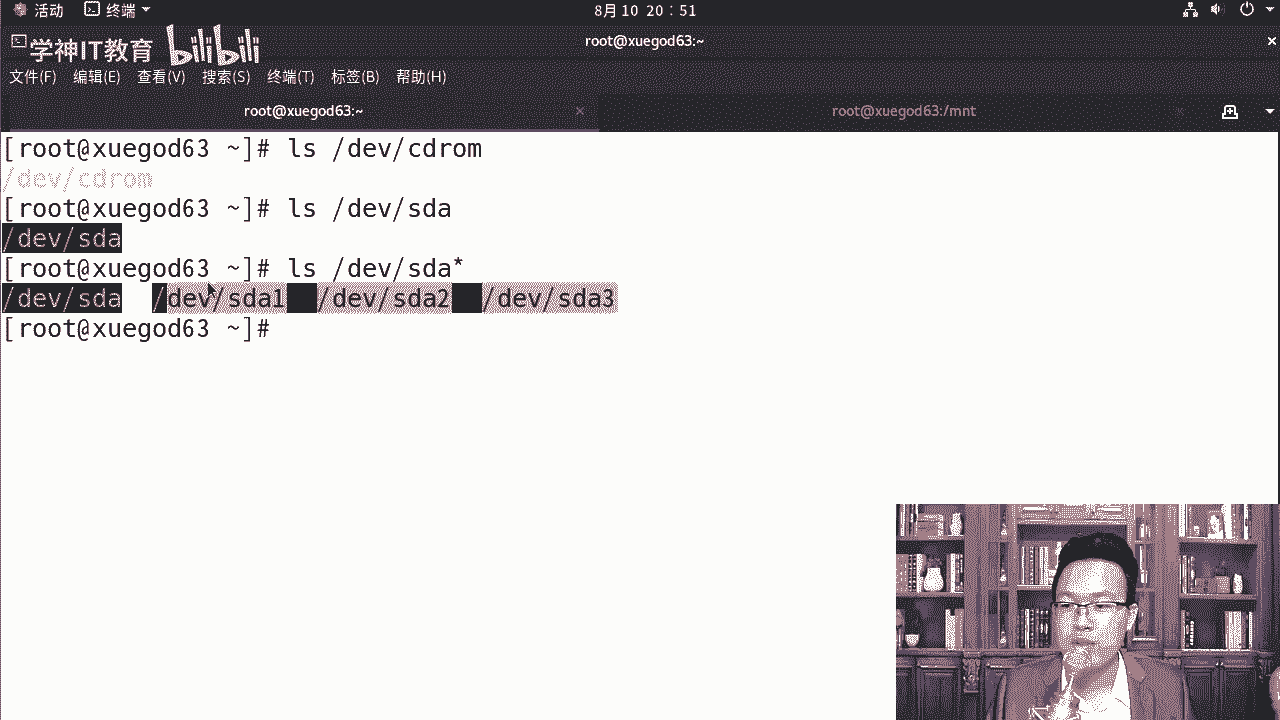 活动 终端 8月 10 20：51
学神IT教育 bilibili root@xuegod63:~
文件(F) 编辑(E) 查看(V) 搜索(S) 终端(T) 标签(B) 帮助(H)
root@xuegod63:~ root@xuegod63:/mnt
[root@xuegod63 ~]# ls /dev/cdrom
/dev/cdrom
[root@xuegod63 ~]# ls /dev/sda
/dev/sda
[root@xuegod63 ~]# ls /dev/sda*
/dev/sda /dev/sda1 /dev/sda2 /dev/sda3
[root@xuegod63 ~]#